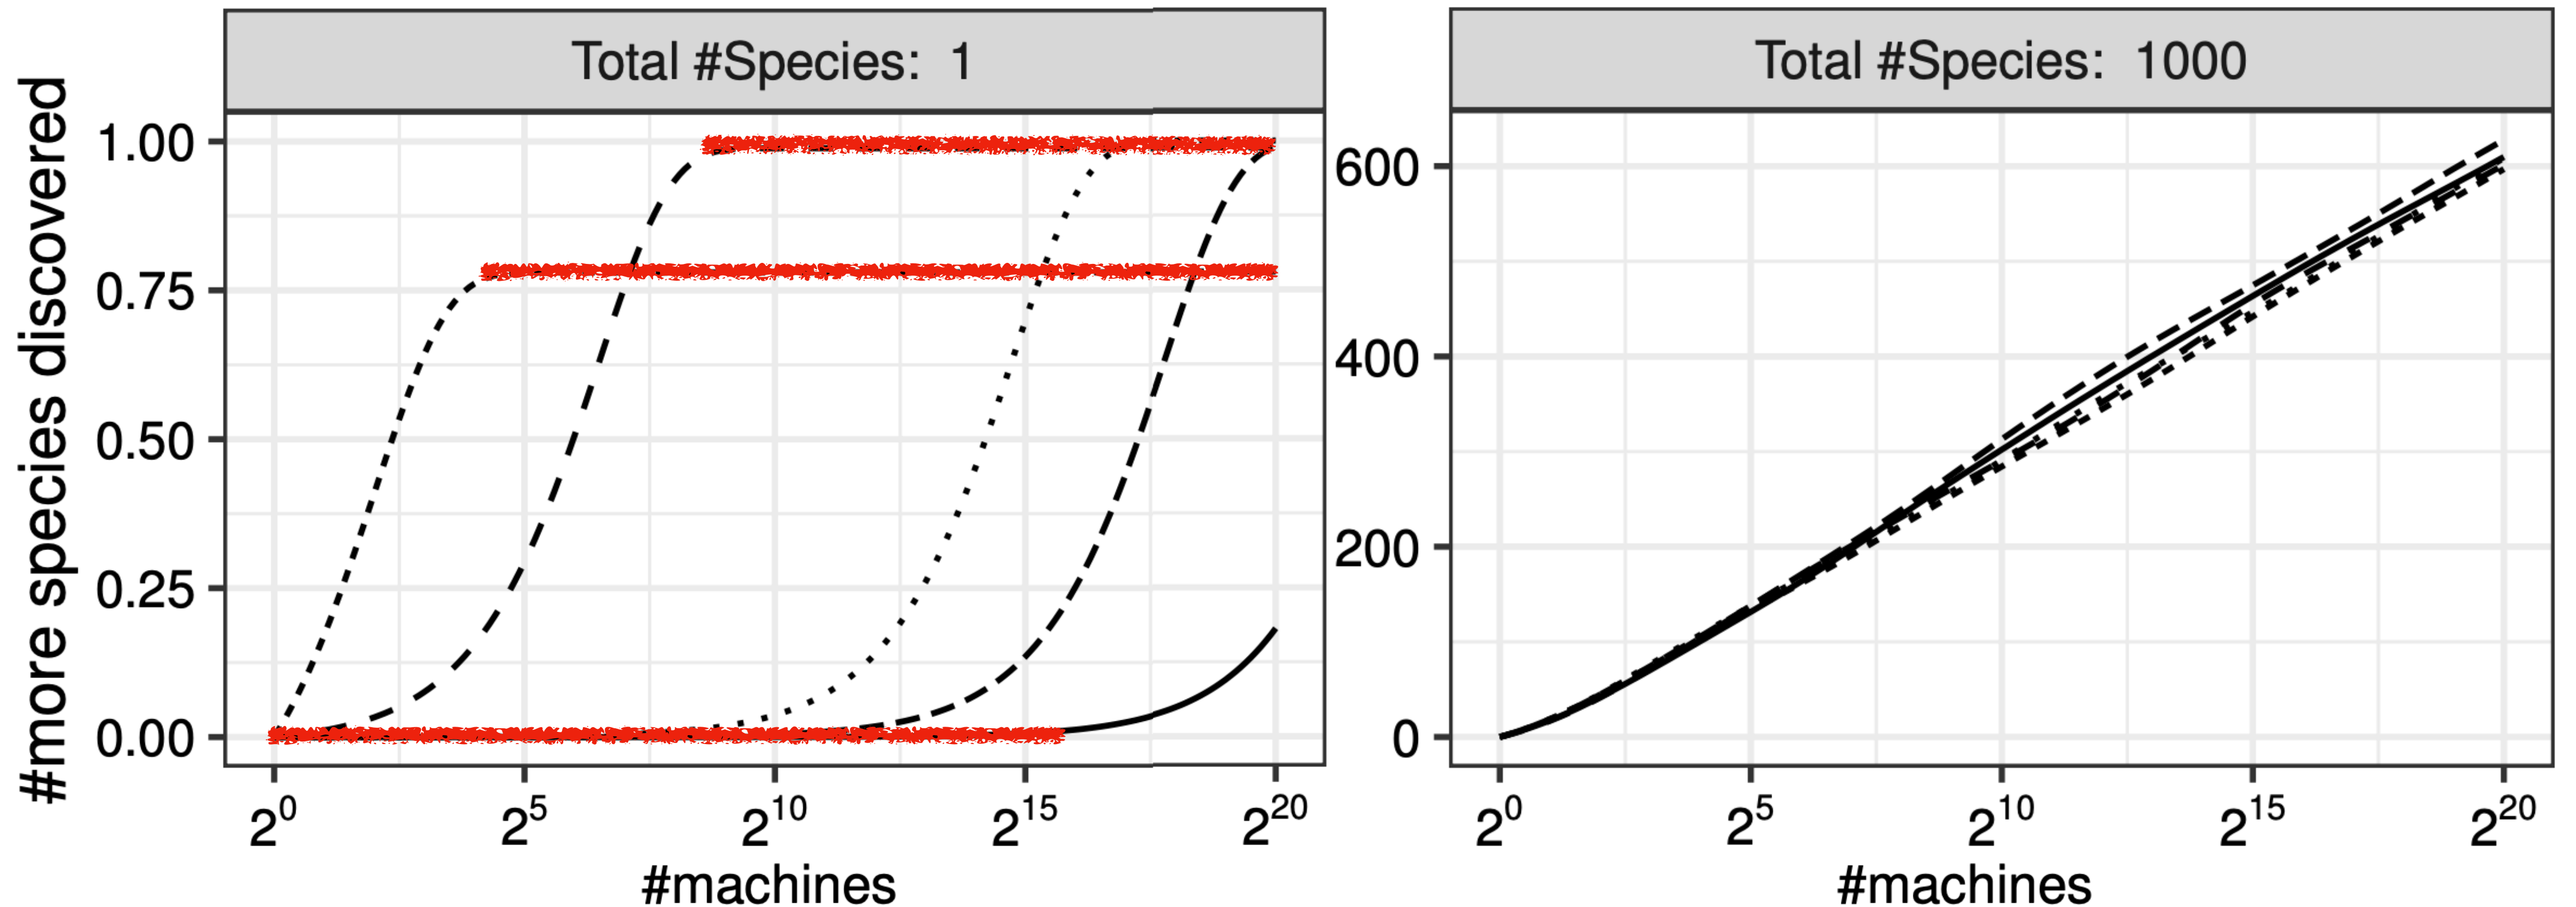 Total #Species: 1
Total #Species: 1000
#more species discovered
1.00
0.75
0.50
0.25
0.00
600
400
200
0
2^0 2^5 2^10 2^15 2^20
2^0 2^5 2^10 2^15 2^20
#machines
#machines